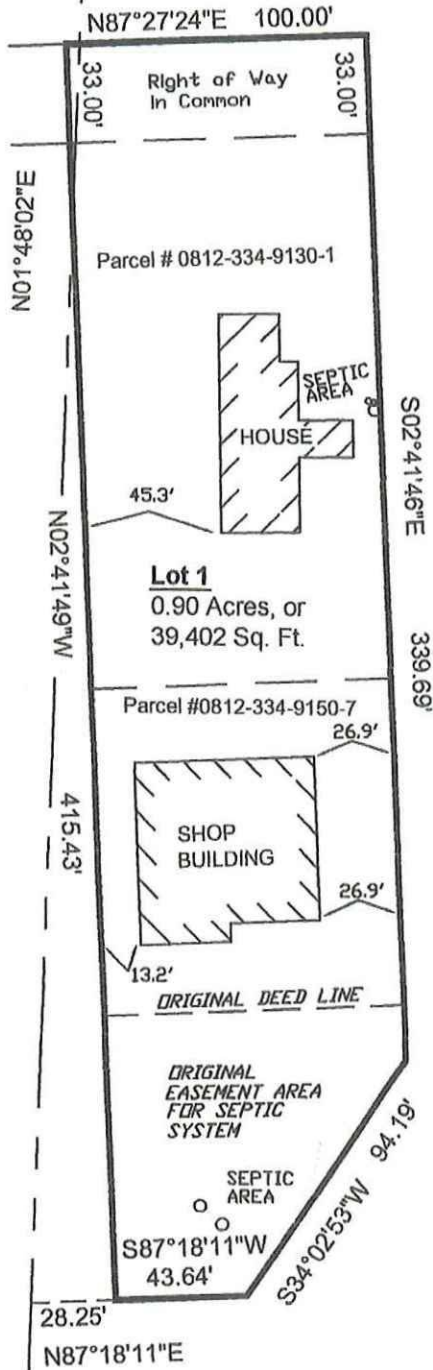 N87°27'24"E 100.00'
33.00'
Right of Way
In Common
33.00'
N01°48'02"E
Parcel # 0812-334-9130-1
SEPTIC
AREA
HOUSE
S02°41'46"E
45.3'
N02°41'49"W
Lot 1
0.90 Acres, or
39,402 Sq. Ft.
339.69'
Parcel #0812-334-9150-7
26.9'
415.43'
SHOP
BUILDING
26.9'
13.2'
ORIGINAL DEED LINE
ORIGINAL
EASEMENT AREA
FOR SEPTIC
SYSTEM
94.19'
S34°02'53"W
SEPTIC
AREA
S87°18'11"W
43.64'
28.25'
N87°18'11"E